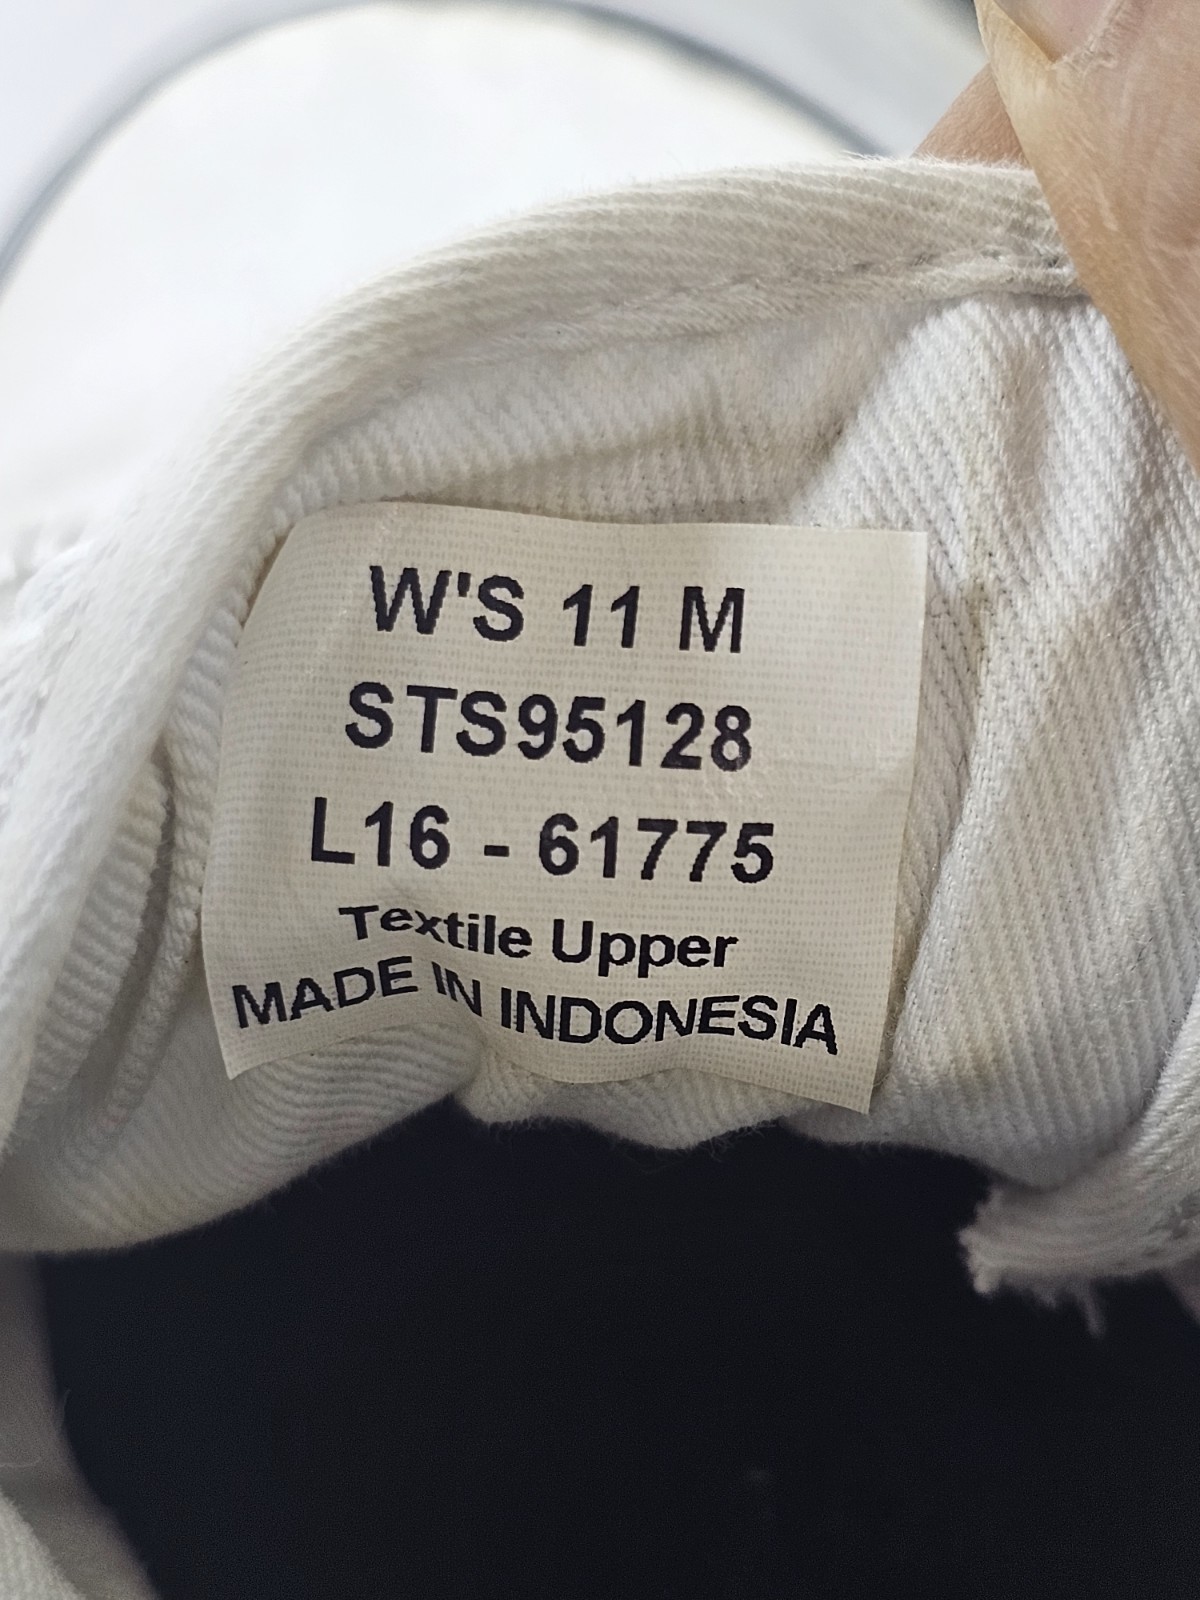 W'S 11 M
STS95128
L16 - 61775
Textile Upper
MADE IN INDONESIA